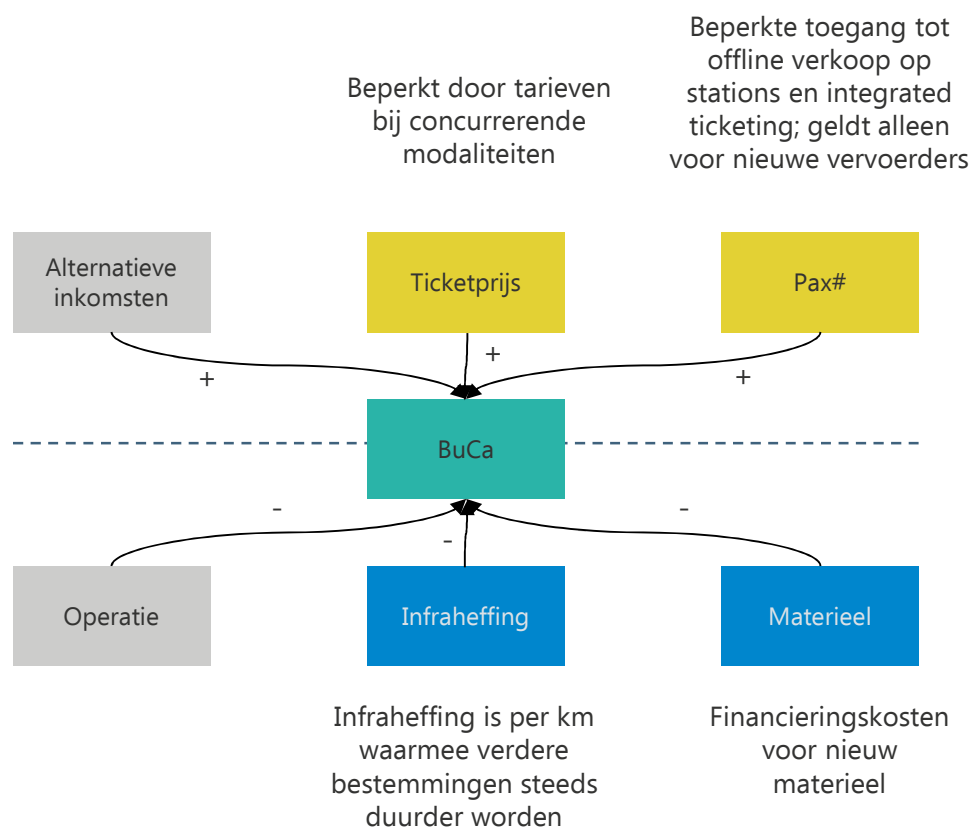 Beperkt door tarieven
bij concurrerende
modaliteiten
Beperkte toegang tot
offline verkoop op
stations en integrated
ticketing; geldt alleen
voor nieuwe vervoerders
Alternatieve
inkomsten
Ticketprijs
Pax#
+
+
+
BuCa
-
-
-
Operatie
Infraheffing
Materieel
Infraheffing is per km
waarmee verdere
bestemmingen steeds
duurder worden
Financieringskosten
voor nieuw
materieel